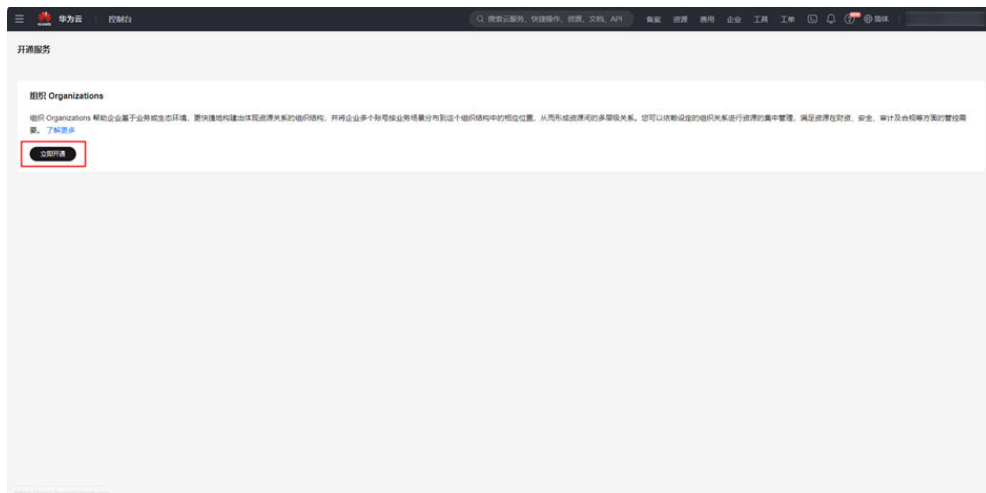 华为云 控制台 搜索云服务、快捷操作、资源、文档、API 备案 资源 费用 企业 工具 工单 简体
开通服务
组织 Organizations
组织 Organizations 帮助企业基于业务或生态环境，更快捷地构建出体现资源关系的组织结构，并将企业多个账号按业务场景分布到这个组织结构中的相应位置，从而形成资源间的多层级关系。您可以依赖设定的组织关系进行资源的集中管理，满足资源在财资、安全、审计及合规等方面的管控需
要。 了解更多
立即开通